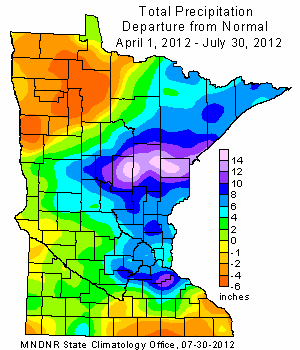 Total Precipitation
Departure from Normal
April 1, 2012 - July 30, 2012
14
12
10
8
6
4
2
0
-1
-2
-3
-4
-6
inches
MNDNR State Climatology Office, 07-30-2012